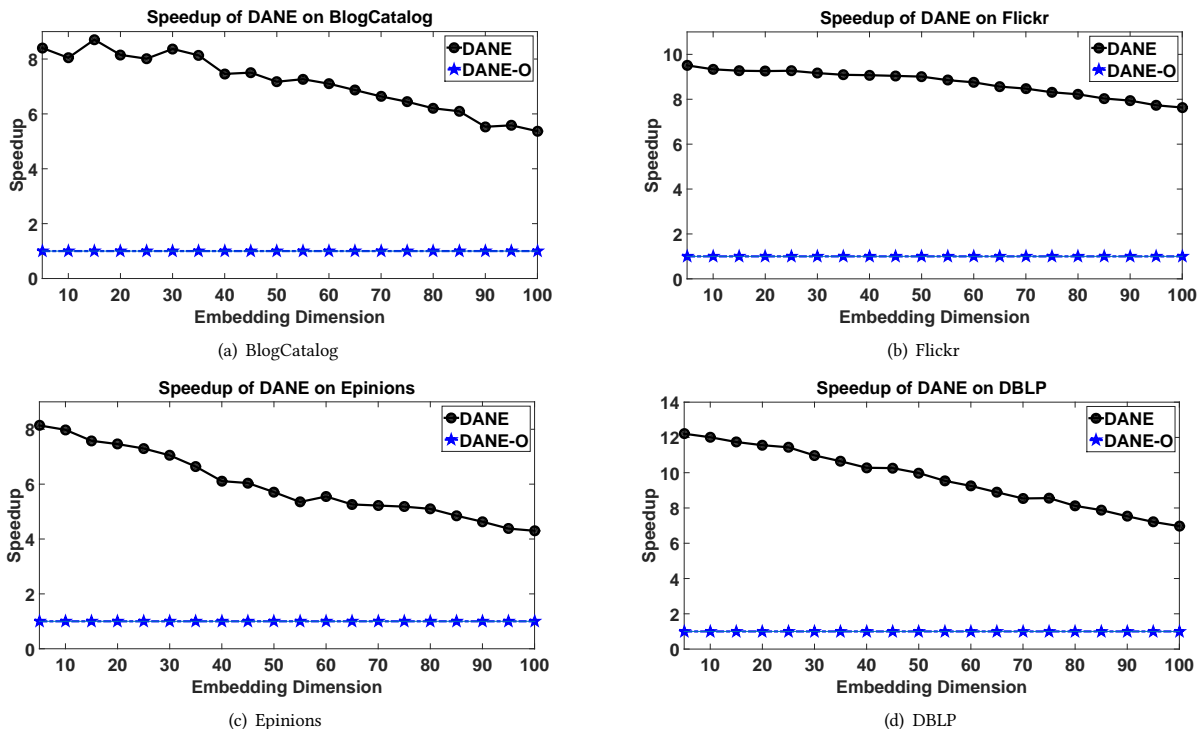 Speedup of DANE on BlogCatalog
8
6
4
2
0
Speedup
DANE
DANE-O
10 20 30 40 50 60 70 80 90 100
Embedding Dimension
(a) BlogCatalog
Speedup of DANE on Flickr
10
8
6
4
2
0
Speedup
DANE
DANE-O
10 20 30 40 50 60 70 80 90 100
Embedding Dimension
(b) Flickr
Speedup of DANE on Epinions
8
6
4
2
0
Speedup
DANE
DANE-O
10 20 30 40 50 60 70 80 90 100
Embedding Dimension
(c) Epinions
Speedup of DANE on DBLP
14
12
10
8
6
4
2
0
Speedup
DANE
DANE-O
10 20 30 40 50 60 70 80 90 100
Embedding Dimension
(d) DBLP